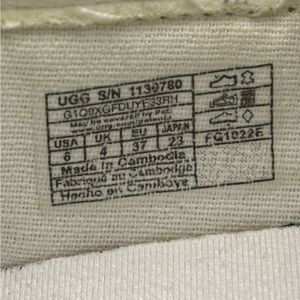 UGG S/N 1139780
G1Q9XGFDUYE33RH
USA UK EU JAPAN
6 4 37 23
FQ1022F
Made in Cambodia
Fabriqué au Cambodge
Hecho en Camboya